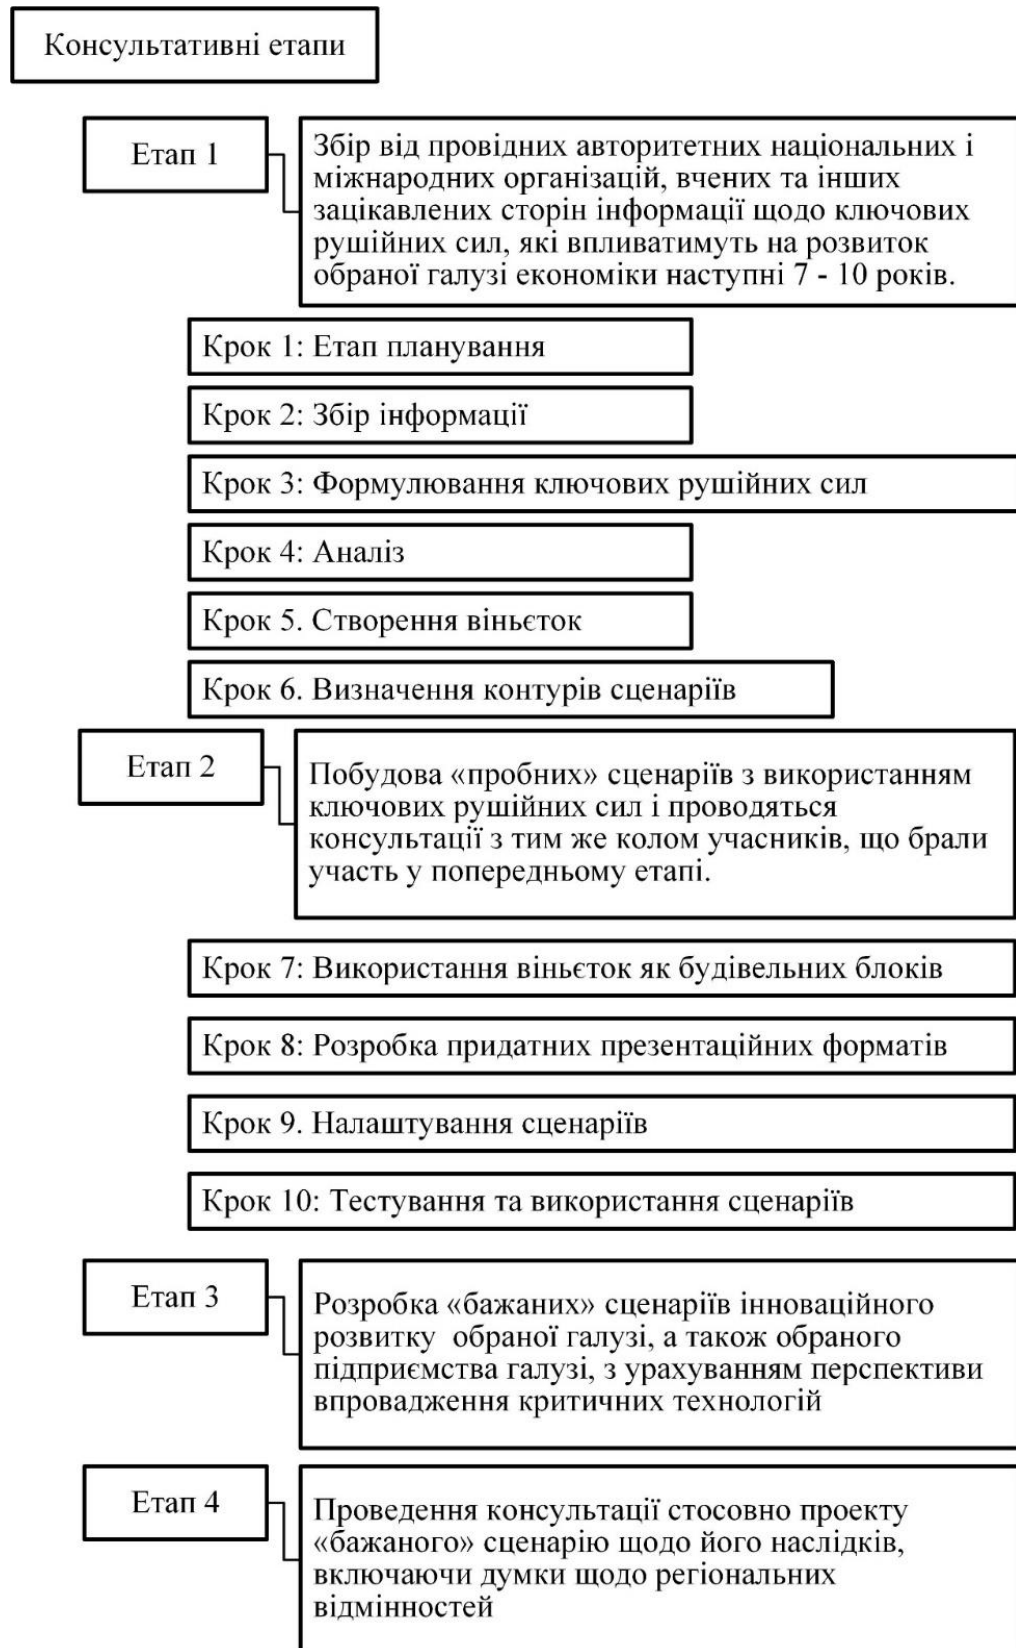 Консультативні етапи
Етап 1
Збір від провідних авторитетних національних і
міжнародних організацій, вчених та інших
зацікавлених сторін інформації щодо ключових
рушійних сил, які впливатимуть на розвиток
обраної галузі економіки наступні 7 - 10 років.
Крок 1: Етап планування
Крок 2: Збір інформації
Крок 3: Формулювання ключових рушійних сил
Крок 4: Аналіз
Крок 5. Створення віньєток
Крок 6. Визначення контурів сценаріїв
Етап 2
Побудова «пробних» сценаріїв з використанням
ключових рушійних сил і проводяться
консультації з тим же колом учасників, що брали
участь у попередньому етапі.
Крок 7: Використання віньєток як будівельних блоків
Крок 8: Розробка придатних презентаційних форматів
Крок 9. Налаштування сценаріїв
Крок 10: Тестування та використання сценаріїв
Етап 3
Розробка «бажаних» сценаріїв інноваційного
розвитку  обраної галузі, а також обраного
підприємства галузі, з урахуванням перспективи
впровадження критичних технологій
Етап 4
Проведення консультації стосовно проекту
«бажаного» сценарію щодо його наслідків,
включаючи думки щодо регіональних
відмінностей